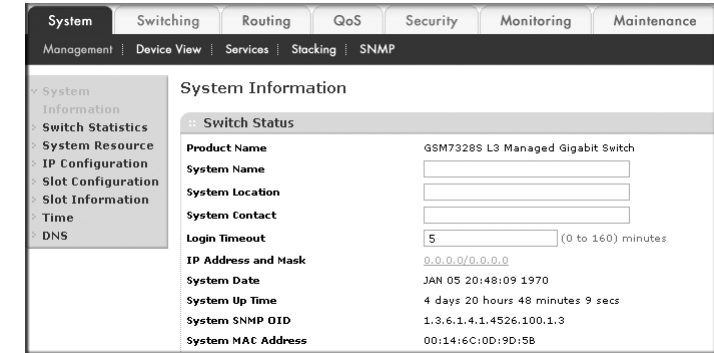 System Switching Routing QoS Security Monitoring Maintenance
Management Device View Services Stacking SNMP
System
Information
Switch Statistics
System Resource
IP Configuration
Slot Configuration
Slot Information
Time
DNS
System Information
Switch Status
Product Name GSM7328S L3 Managed Gigabit Switch
System Name
System Location
System Contact
Login Timeout 5 (0 to 160) minutes
IP Address and Mask 0.0.0.0/0.0.0.0
System Date JAN 05 20:48:09 1970
System Up Time 4 days 20 hours 48 minutes 9 secs
System SNMP OID 1.3.6.1.4.1.4526.100.1.3
System MAC Address 00:14:6C:0D:9D:5B